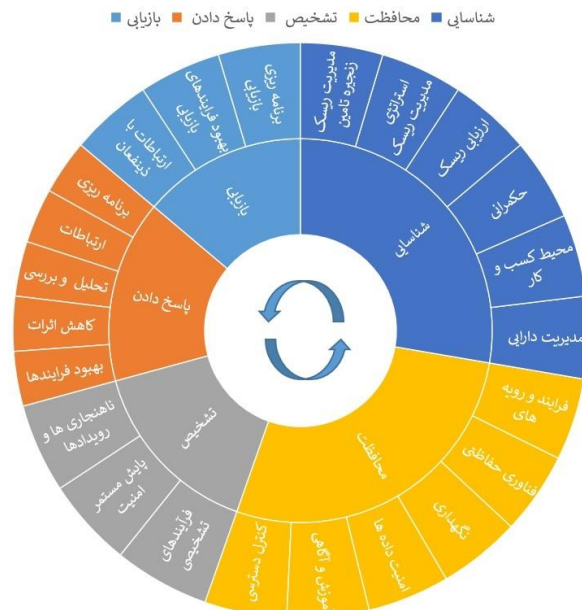 شناسایی محافظت تشخیص پاسخ دادن بازیابی
شناسایی
مدیریت ریسک
زنجیره تامین
استراتژی
مدیریت ریسک
ارزیابی ریسک
حکمرانی
محیط کسب و
کار
مدیریت دارایی
محافظت
فرایند و رویه
های
فناوری حفاظتی
نگهداری
امنیت داده ها
موزش و آگاهی
کنترل دسترسی
تشخیص
فرآیندهای
تشخیصی
پایش مستمر
امنیت
ناهنجاری ها و
رویدادها
پاسخ دادن
بهبود فرایندها
کاهش اثرات
تحلیل و بررسی
ارتباطات
برنامه ریزی
بازیابی
ارتباطات با
ذینفعان
بهبود فرایندهای
بازیابی
برنامه ریزی
بازیابی